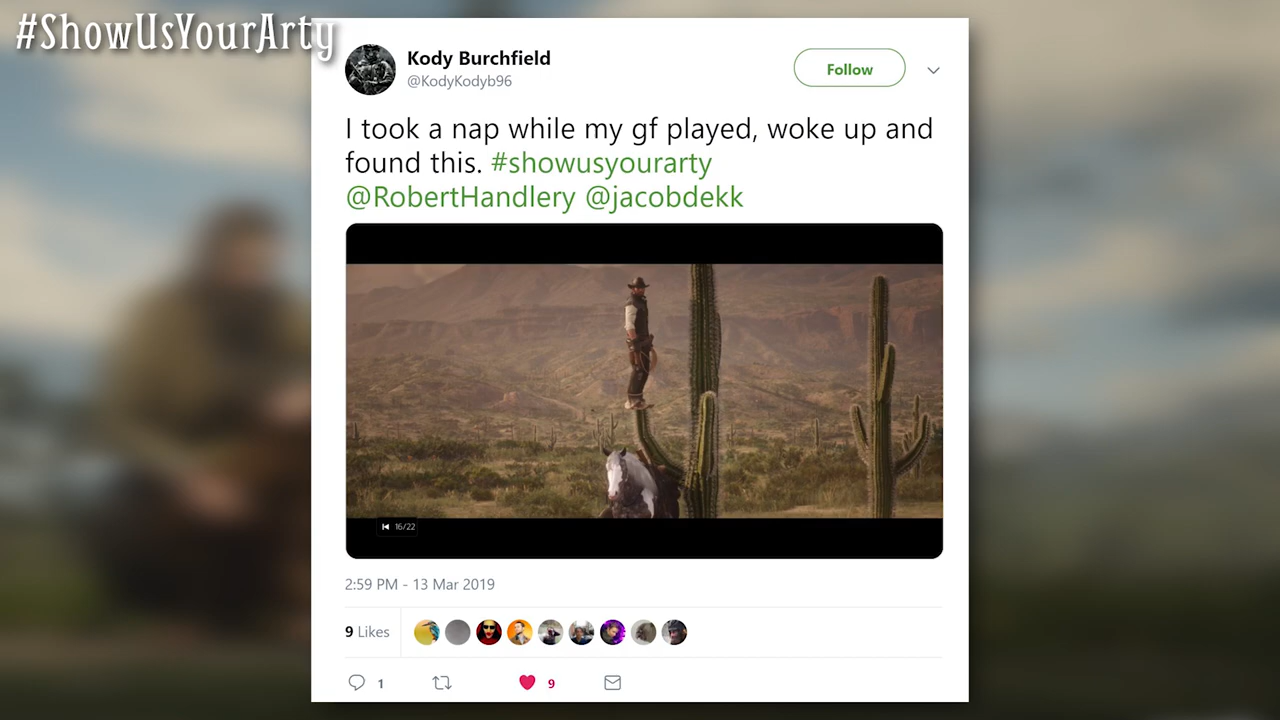 #ShowUsYourArty
Kody Burchfield
@KodyKodyb96
Follow
I took a nap while my gf played, woke up and
found this. #showusyourarty
@RobertHandlery @jacobdekk
16/22
2:59 PM - 13 Mar 2019
9 Likes
1
9